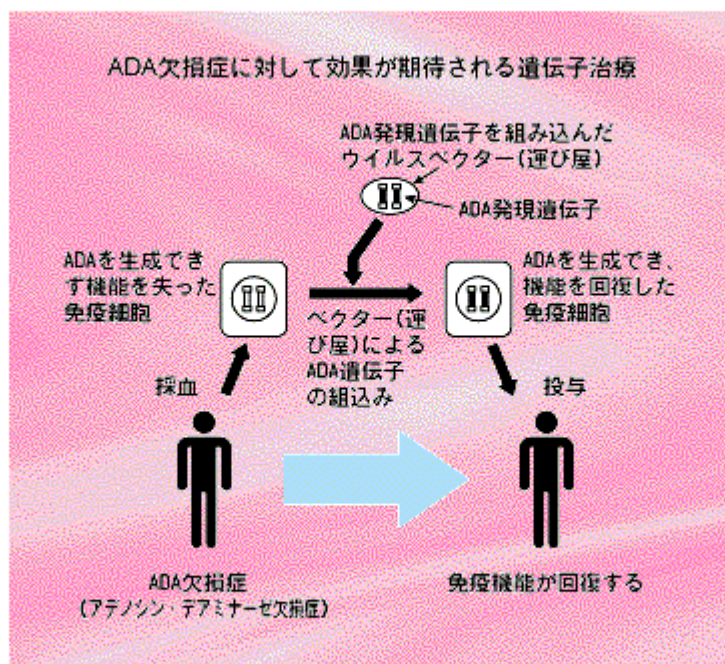 ADA欠損症に対して効果が期待される遺伝子治療
ADA発現遺伝子を組み込んだ
ウイルスベクター(運び屋)
ADA発現遺伝子
ADAを生成でき
ず機能を失った
免疫細胞
ADAを生成でき、
機能を回復した
免疫細胞
ベクター(運
び屋)による
ADA遺伝子
の組込み
採血
投与
ADA欠損症
(アデノシン・デアミナーゼ欠損症)
免疫機能が回復する